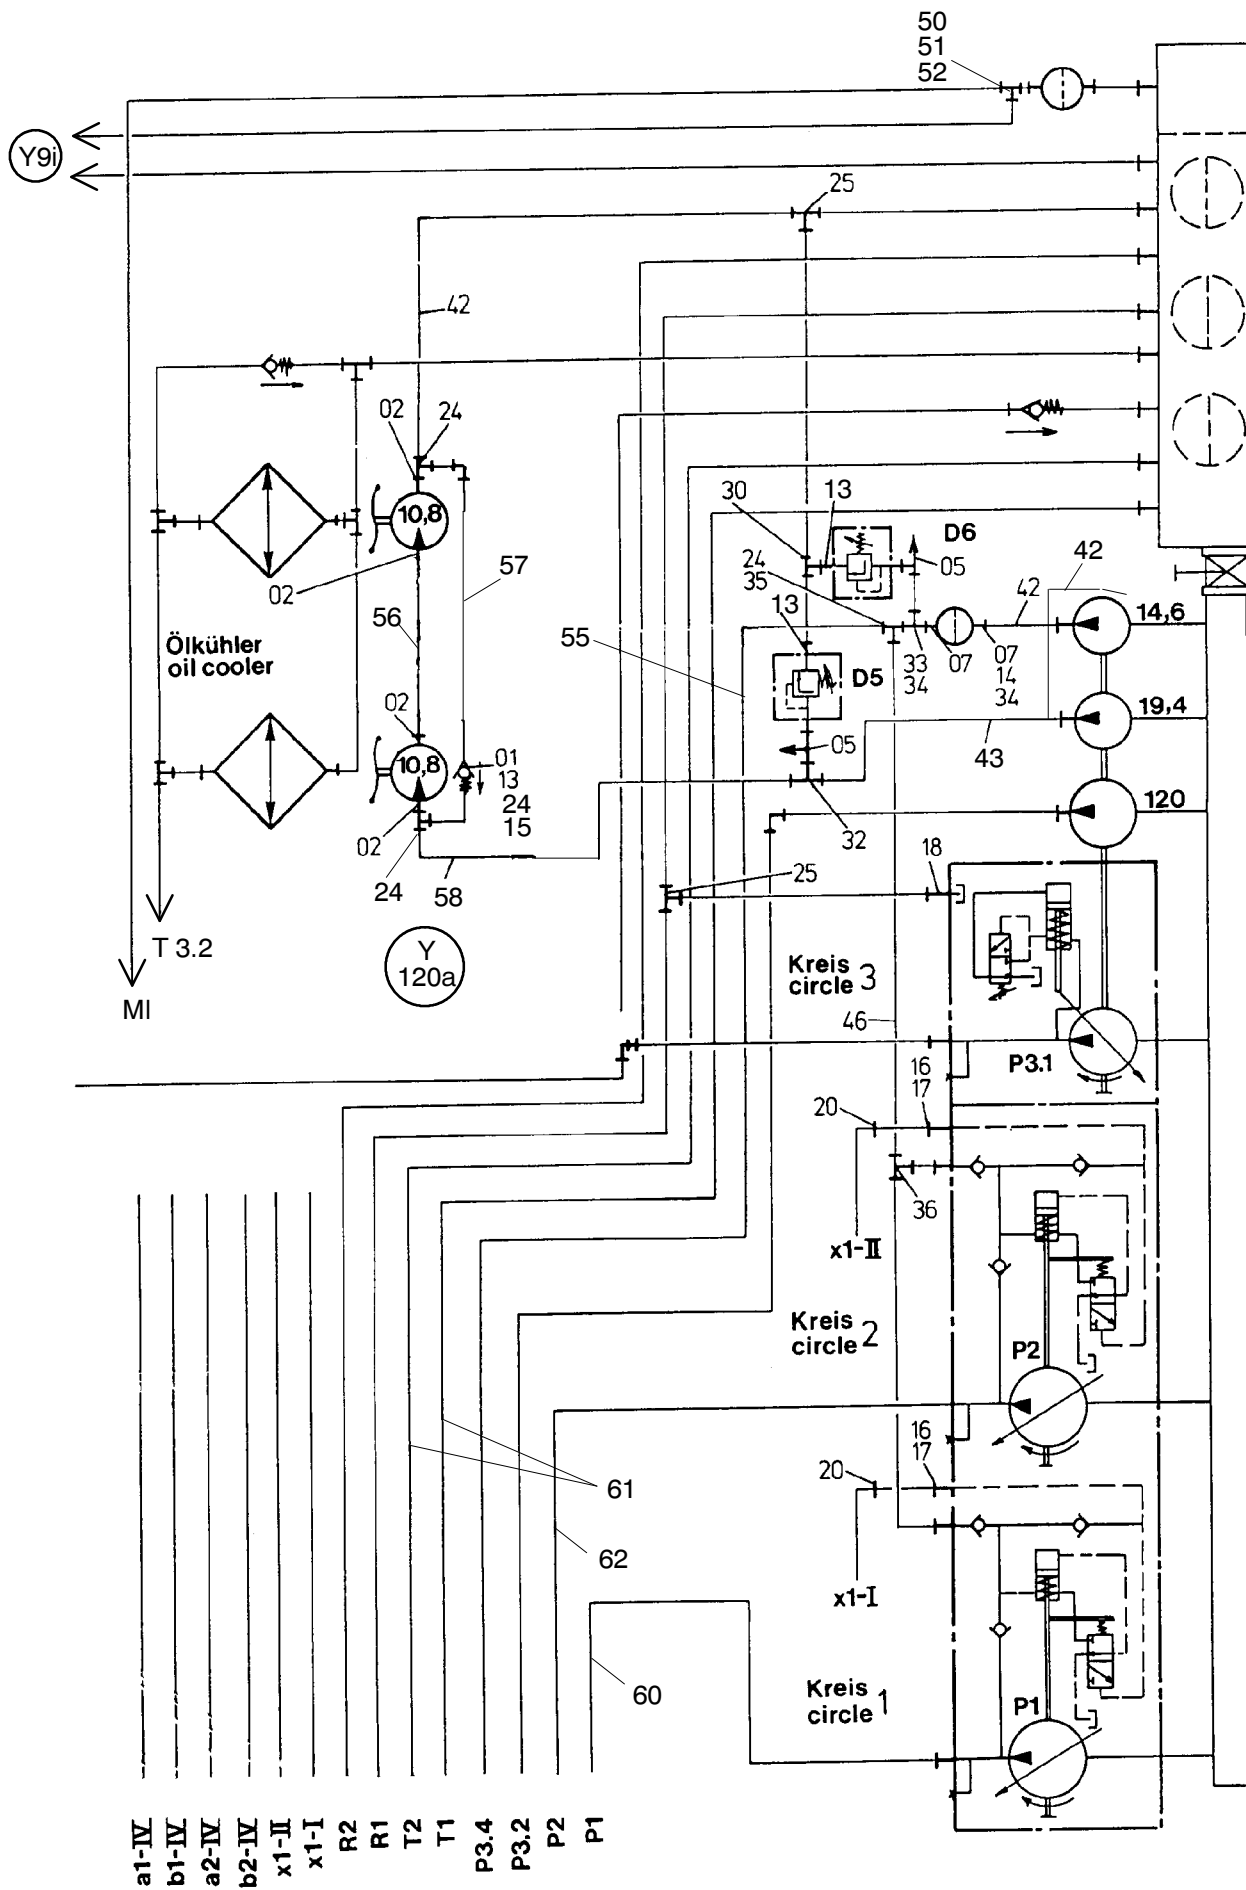 50
51
52
Y9i
25
42
02
24
10,8
02
57
56
30
13
D6
05
24
35
42
42
14,6
13
55
33
34
07
07
14
34
D5
Ölkühler
oil cooler
02
10,8
01
13
24
15
05
43
19,4
120
02
32
24
58
18
25
T 3.2
Y
120a
MI
Kreis
circle 3
46
P3.1
16
17
20
36
x1-II
Kreis
circle 2
P2
16
17
20
61
62
x1-I
60
Kreis
circle 1
P1
a1-IV
b1-IV
a2-IV
b2-IV
x1-II
x1-I
R2
R1
T2
T1
P3.4
P3.2
P2
P1